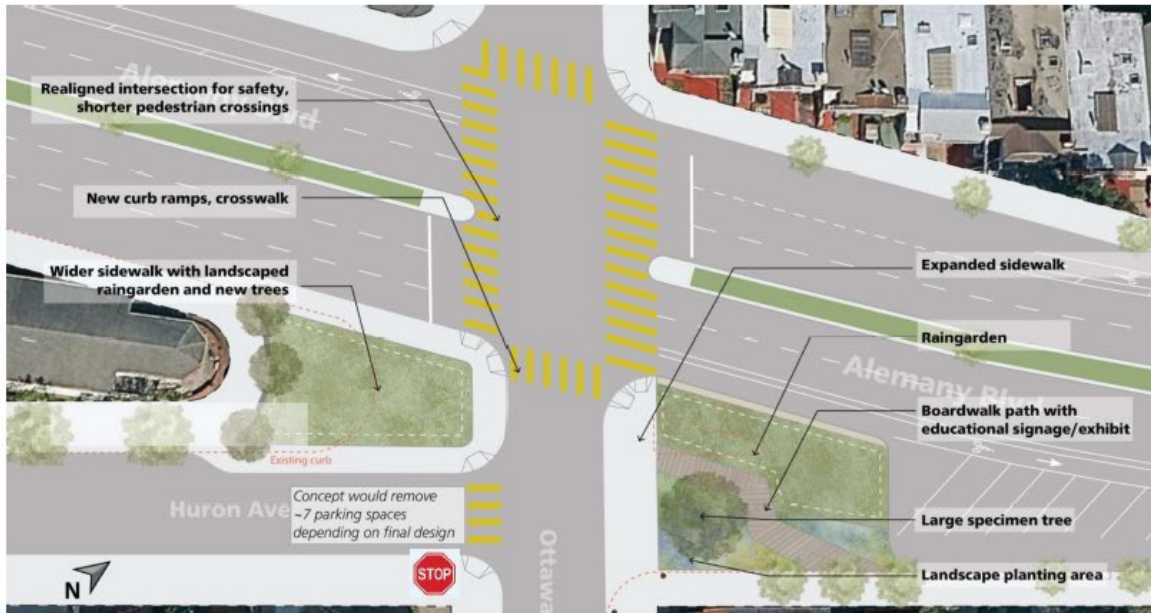 Alemany Blvd
Realigned intersection for safety,
shorter pedestrian crossings
New curb ramps, crosswalk
Wider sidewalk with landscaped
raingarden and new trees
Expanded sidewalk
Raingarden
Alemany Blvd
Boardwalk path with
educational signage/exhibit
Existing curb
Huron Ave
Concept would remove
~7 parking spaces
depending on final design
Large specimen tree
Landscape planting area
Ottawa
STOP
N